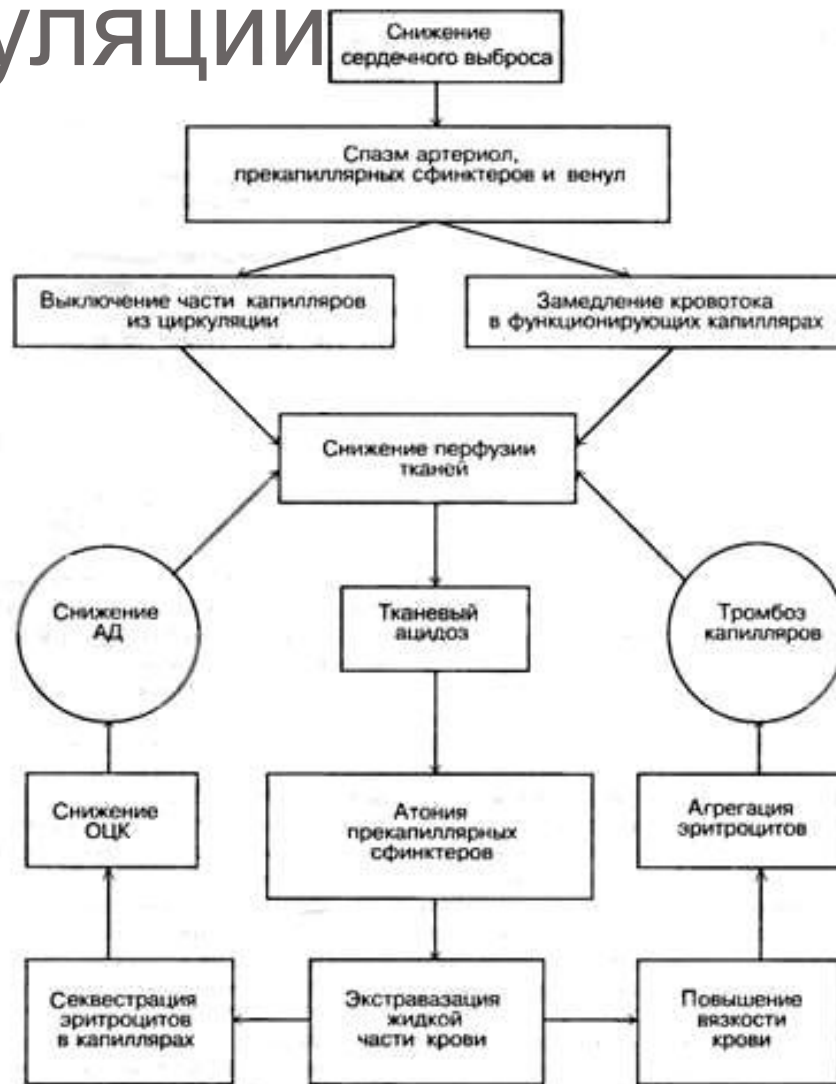 уляции
Снижение
сердечного выброса
Спазм артериол,
прекапиллярных сфинктеров и венул
Выключение части капилляров
из циркуляции
Замедление кровотока
в функционирующих капиллярах
Снижение перфузии
тканей
Снижение
АД
Тканевый
ацидоз
Тромбоз
капилляров
Снижение
ОЦК
Атония
прекапиллярных
сфинктеров
Агрегация
эритроцитов
Секвестрация
эритроцитов
в капиллярах
Экстравазация
жидкой
части крови
Повышение
вязкости
крови